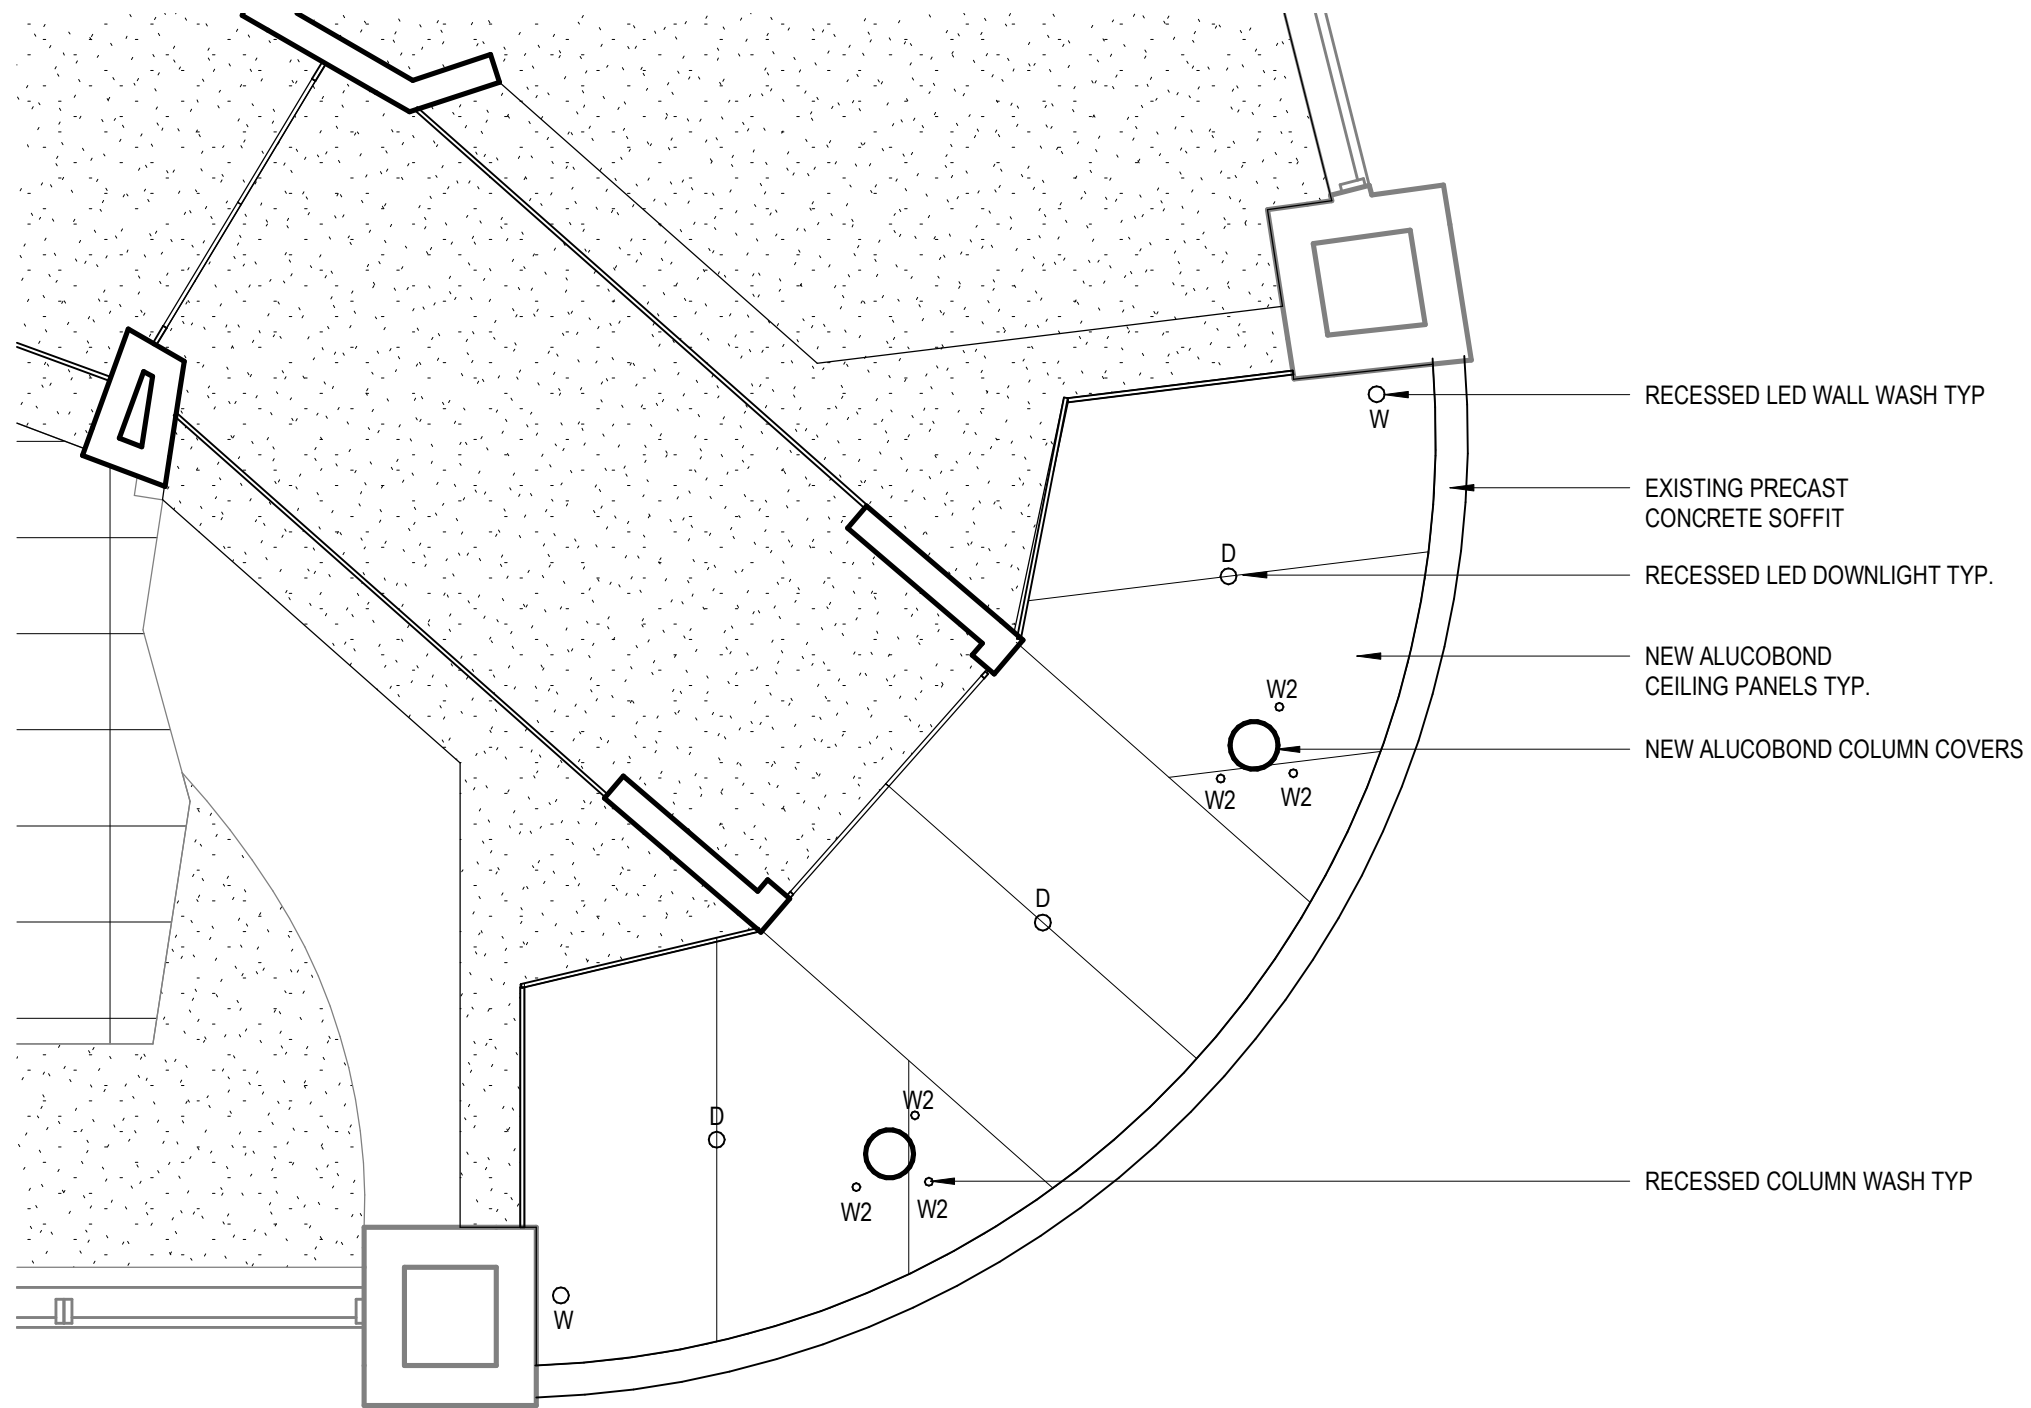 RECESSED LED WALL WASH TYP
W
EXISTING PRECAST
CONCRETE SOFFIT
D
RECESSED LED DOWNLIGHT TYP.
NEW ALUCOBOND
CEILING PANELS TYP.
W2
NEW ALUCOBOND COLUMN COVERS
W2
W2
D
W2
D
RECESSED COLUMN WASH TYP
W2
W2
W